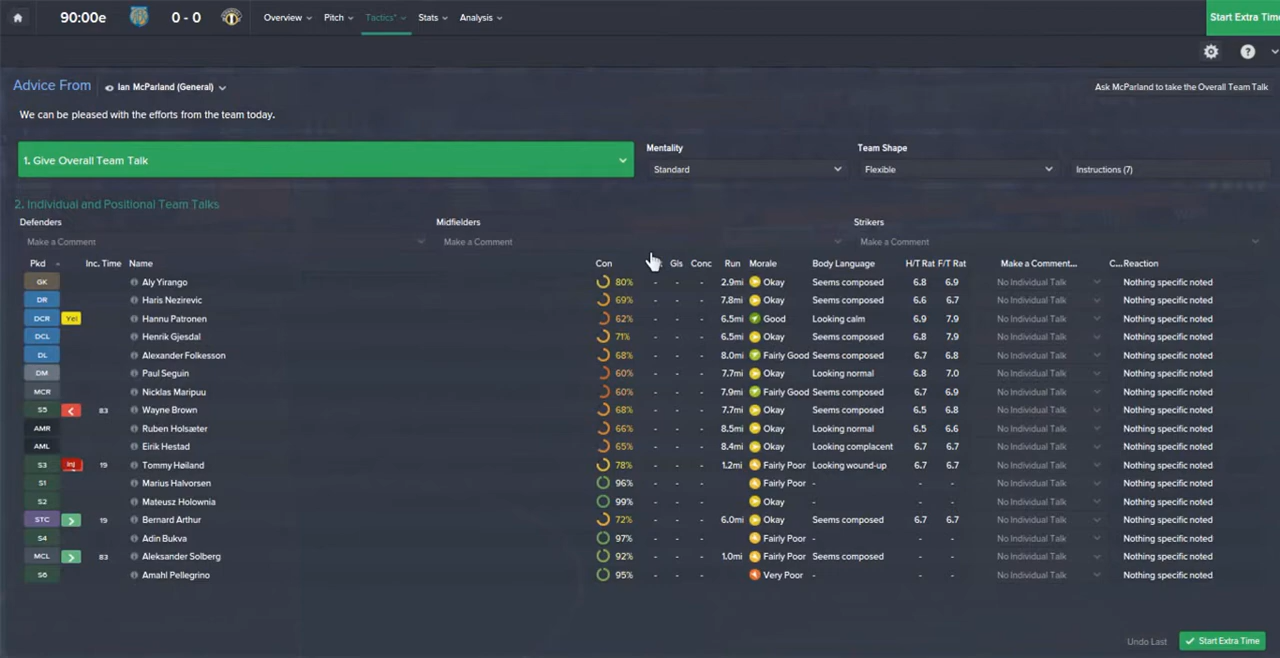 90:00e 0 - 0 Overview Pitch Tactics* Stats Analysis Start Extra Time
Advice From Ian McParland (General) Ask McParland to take the Overall Team Talk
We can be pleased with the efforts from the team today.
1. Give Overall Team Talk
Mentality Team Shape
Standard Flexible Instructions (7)
2. Individual and Positional Team Talks
Defenders Midfielders Strikers
Make a Comment Make a Comment Make a Comment
Pkd Inc. Time Name Con Gls Conc Run Morale Body Language H/T Rat F/T Rat Make a Comment... C... Reaction
GK Aly Yirango 80% - - - 2.9mi Okay Seems composed 6.8 6.9 No Individual Talk Nothing specific noted
DR Haris Nezirevic 69% - - - 7.8mi Okay Seems composed 6.6 6.7 No Individual Talk Nothing specific noted
DCR Yel Hannu Patronen 62% - - - 6.5mi Good Looking calm 6.9 7.9 No Individual Talk Nothing specific noted
DCL Henrik Gjesdal 71% - - - 6.5mi Okay Seems composed 6.8 7.9 No Individual Talk Nothing specific noted
DL Alexander Folkesson 68% - - - 8.0mi Fairly Good Seems composed 6.7 6.8 No Individual Talk Nothing specific noted
DM Paul Seguin 60% - - - 7.7mi Okay Looking normal 6.8 7.0 No Individual Talk Nothing specific noted
MCR Nicklas Maripuu 60% - - - 7.9mi Fairly Good Seems composed 6.7 6.9 No Individual Talk Nothing specific noted
S5 83 Wayne Brown 68% - - - 7.7mi Okay Seems composed 6.5 6.8 No Individual Talk Nothing specific noted
AMR Ruben Holsæter 66% - - - 8.5mi Okay Looking normal 6.5 6.6 No Individual Talk Nothing specific noted
AML Eirik Hestad 65% - - - 8.4mi Okay Looking complacent 6.7 6.7 No Individual Talk Nothing specific noted
S3 Inj 19 Tommy Høiland 78% - - - 1.2mi Fairly Poor Looking wound-up 6.7 6.7 No Individual Talk Nothing specific noted
S1 Marius Halvorsen 96% - - - Fairly Poor - - - No Individual Talk Nothing specific noted
S2 Mateusz Holownia 99% - - - Okay - - - No Individual Talk Nothing specific noted
STC 19 Bernard Arthur 72% - - - 6.0mi Okay Seems composed 6.7 6.7 No Individual Talk Nothing specific noted
S4 Adin Bukva 97% - - - Fairly Poor - - - No Individual Talk Nothing specific noted
MCL 83 Aleksander Solberg 92% - - - 1.0mi Fairly Poor Seems composed - - No Individual Talk Nothing specific noted
S6 Amahl Pellegrino 95% - - - Very Poor - - - No Individual Talk Nothing specific noted
Undo Last Start Extra Time